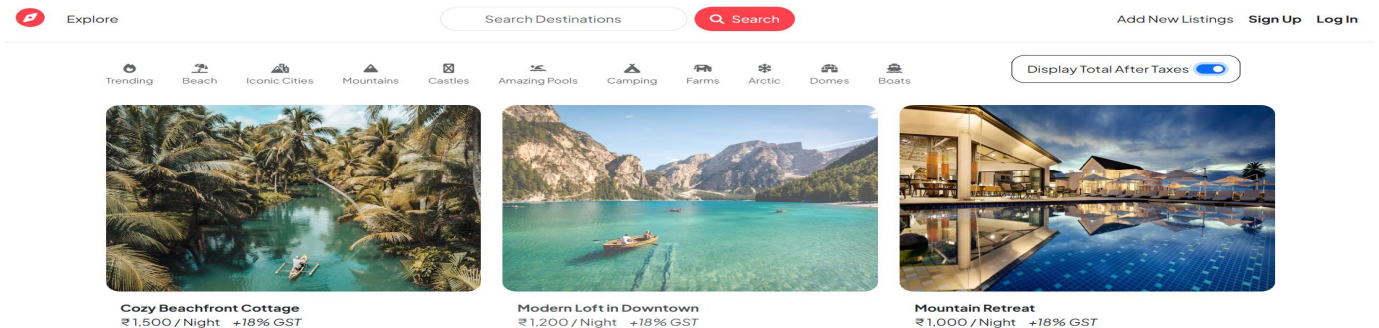 Explore
Search Destinations
Search
Add New Listings Sign Up Log In
Trending Beach Iconic Cities Mountains Castles Amazing Pools Camping Farms Arctic Domes Boats
Display Total After Taxes
Cozy Beachfront Cottage
₹1,500 / Night +18% GST
Modern Loft in Downtown
₹1,200 / Night +18% GST
Mountain Retreat
₹1,000 / Night +18% GST